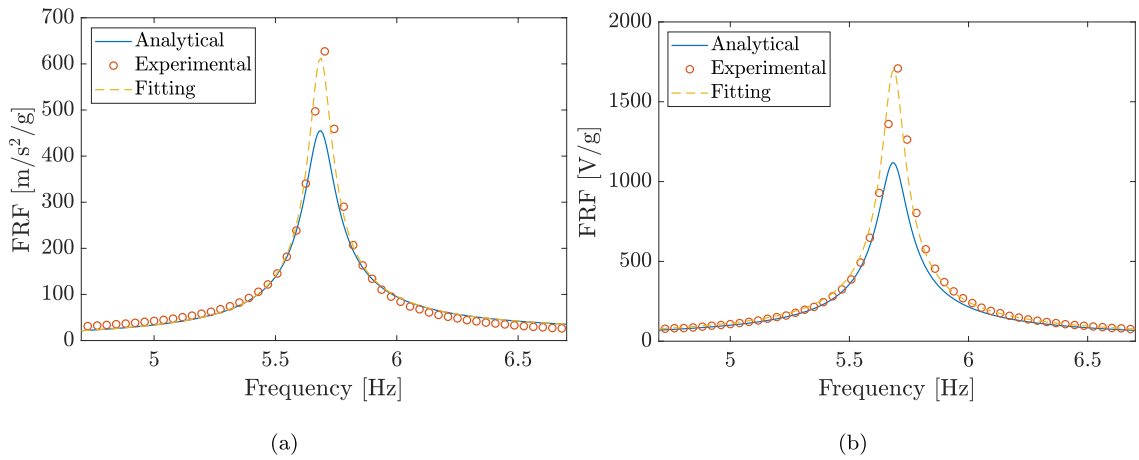 700
600
500
400
300
200
100
0
FRF [m/s²/g]
Analytical
Experimental
Fitting
5 5.5 6 6.5
Frequency [Hz]
(a)
2000
1500
1000
500
0
FRF [V/g]
Analytical
Experimental
Fitting
5 5.5 6 6.5
Frequency [Hz]
(b)